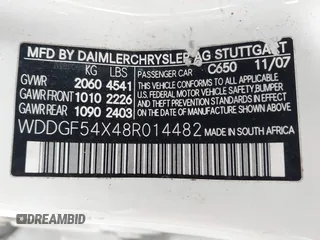 MFD BY DAIMLERCHRYSLER AG STUTTGART
KG LBS PASSENGER CAR C650 11/07
GVWR 2060 4541
GAWR FRONT 1010 2226
GAWR REAR 1090 2403
THIS VEHICLE CONFORMS TO ALL APPLICABLE
FEDERAL MOTOR VEHICLE SAFETY, BUMPER
AND THEFT PREVENTION STANDARDS
IN EFFECT ON THE DATE OF
MANUFACTURE SHOWN ABOVE.
WDDGF54X48R014482
MADE IN SOUTH AFRICA
DREAMBID